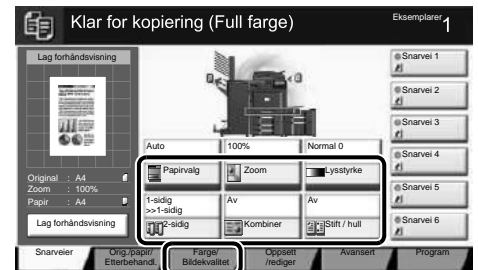 Klar for kopiering (Full farge)
Eksemplarer 1
Lag forhåndsvisning
Original : A4
Zoom : 100%
Papir : A4
Lag forhåndsvisning
Auto
100%
Normal 0
Papirvalg
Zoom
Lysstyrke
1-sidig
>>1-sidig
Av
Av
2-sidig
Kombiner
Stift / hull
Snarvei 1
Snarvei 2
Snarvei 3
Snarvei 4
Snarvei 5
Snarvei 6
Snarveier
Orig./papir/
Etterbehandl.
Farge/
Bildekvalitet
Oppsett
/rediger
Avansert
Program